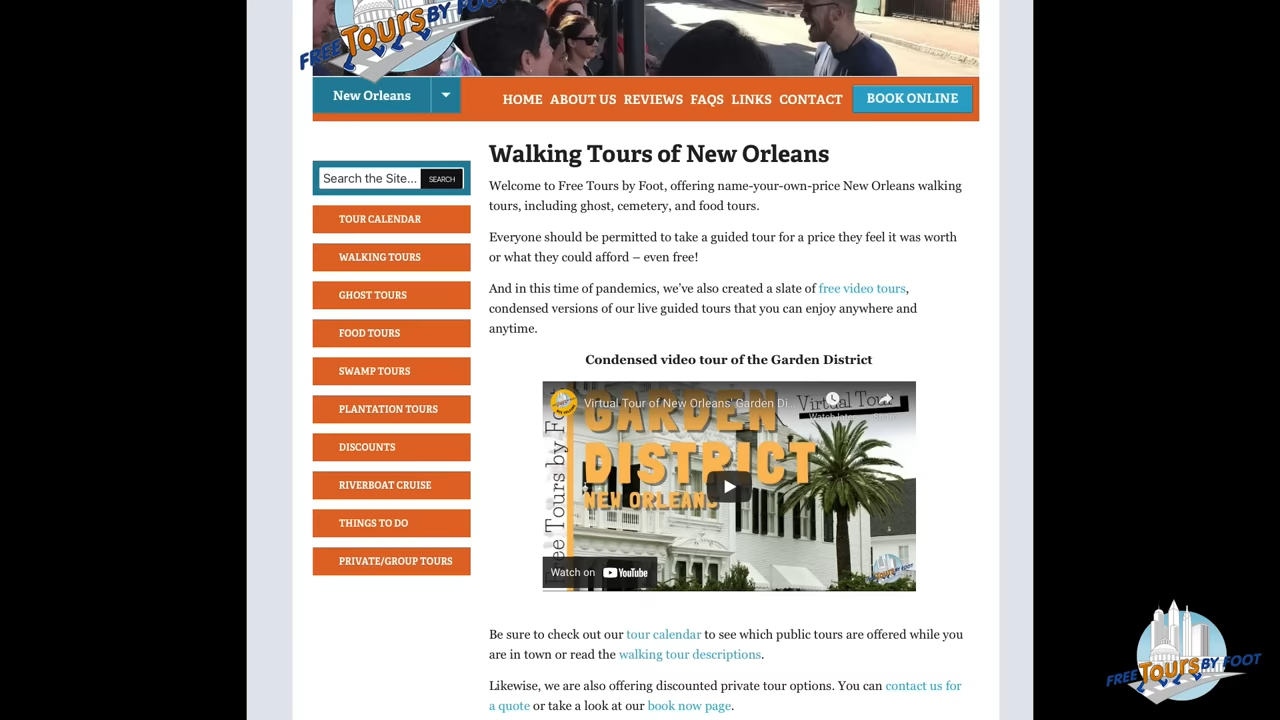 FREE TOURS BY FOOT
New Orleans
HOME ABOUT US REVIEWS FAQS LINKS CONTACT BOOK ONLINE
Search the Site... SEARCH
TOUR CALENDAR
WALKING TOURS
GHOST TOURS
FOOD TOURS
SWAMP TOURS
PLANTATION TOURS
DISCOUNTS
RIVERBOAT CRUISE
THINGS TO DO
PRIVATE/GROUP TOURS
Walking Tours of New Orleans
Welcome to Free Tours by Foot, offering name-your-own-price New Orleans walking
tours, including ghost, cemetery, and food tours.
Everyone should be permitted to take a guided tour for a price they feel it was worth
or what they could afford – even free!
And in this time of pandemics, we've also created a slate of free video tours,
condensed versions of our live guided tours that you can enjoy anywhere and
anytime.
Condensed video tour of the Garden District
Virtual Tour of New Orleans' Garden Di...
Virtual Tour
GARDEN
DISTRICT
NEW ORLEANS
Free Tours by Fo
Watch on YouTube
Be sure to check out our tour calendar to see which public tours are offered while you
are in town or read the walking tour descriptions.
Likewise, we are also offering discounted private tour options. You can contact us for
a quote or take a look at our book now page.
FREE TOURS BY FOOT